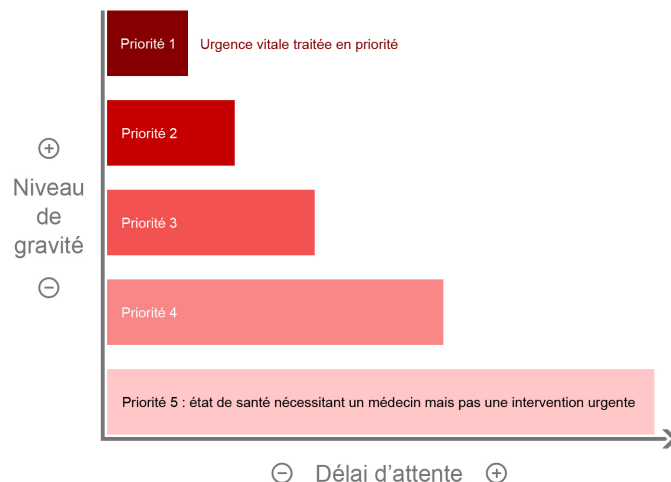 Priorité 1
Urgence vitale traitée en priorité
Priorité 2
Niveau
de
gravité
Priorité 3
Priorité 4
Priorité 5 : état de santé nécessitant un médecin mais pas une intervention urgente
Délai d'attente